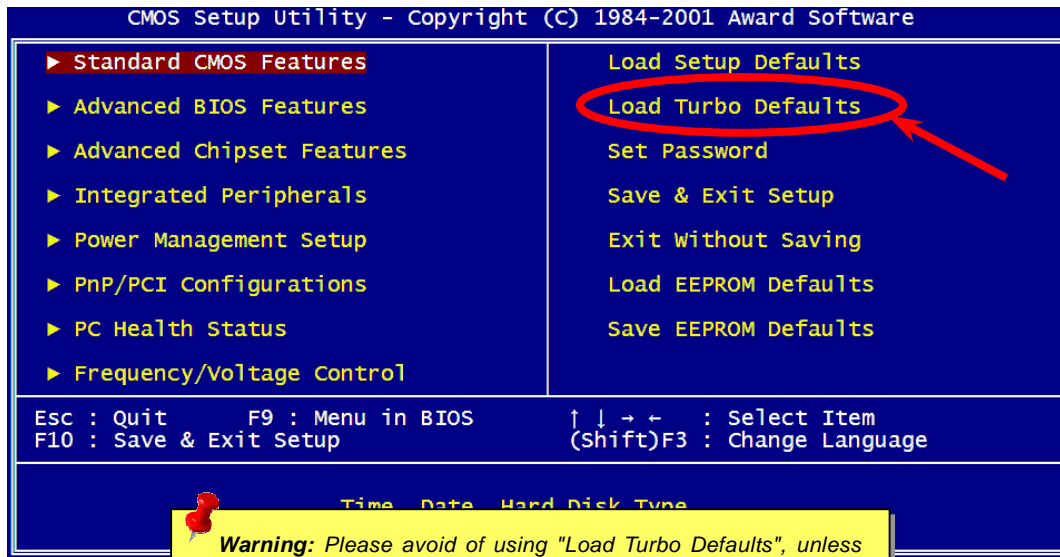 CMOS Setup Utility - Copyright (C) 1984-2001 Award Software
▶ Standard CMOS Features
▶ Advanced BIOS Features
▶ Advanced Chipset Features
▶ Integrated Peripherals
▶ Power Management Setup
▶ PnP/PCI Configurations
▶ PC Health Status
▶ Frequency/Voltage Control
Load Setup Defaults
Load Turbo Defaults
Set Password
Save & Exit Setup
Exit Without Saving
Load EEPROM Defaults
Save EEPROM Defaults
Esc : Quit F9 : Menu in BIOS ↑ ↓ → ← : Select Item
F10 : Save & Exit Setup (Shift)F3 : Change Language
Time, Date, Hard Disk Type
Warning: Please avoid of using "Load Turbo Defaults", unless